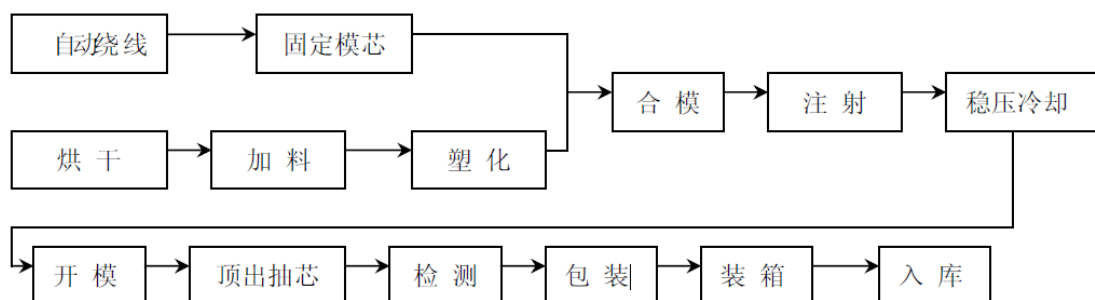 自动绕线 固定模芯
合 模 注 射 稳压冷却
烘 干 加 料 塑 化
开 模 顶出抽芯 检 测 包 装 装 箱 入 库